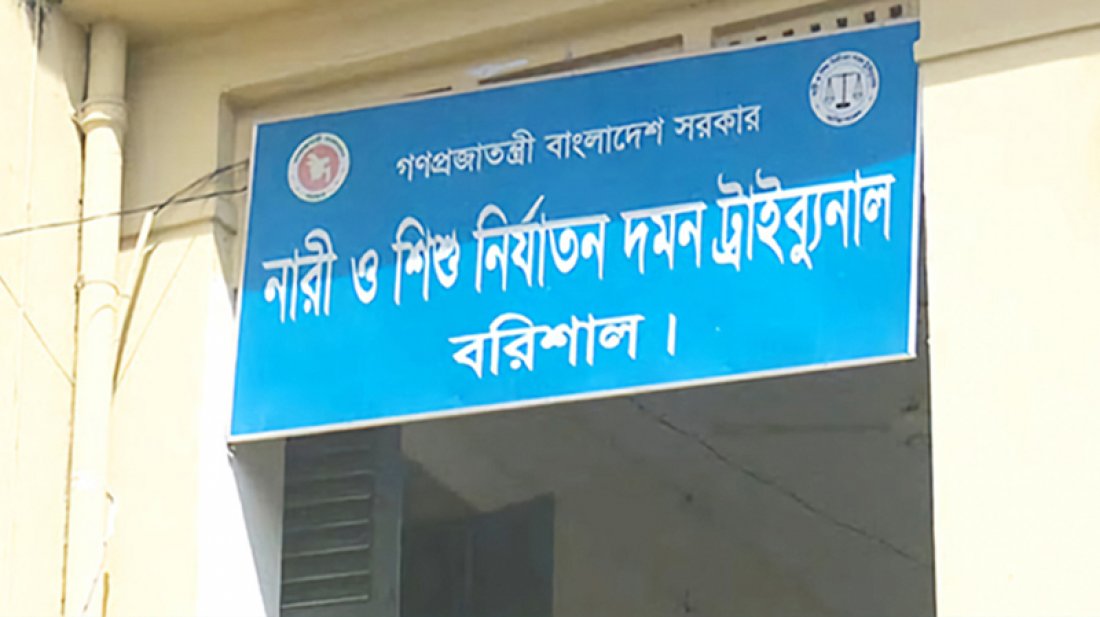 গণপ্রজাতন্ত্রী বাংলাদেশ সরকার
নারী ও শিশু নির্যাতন দমন ট্রাইব্যুনাল
বরিশাল ।